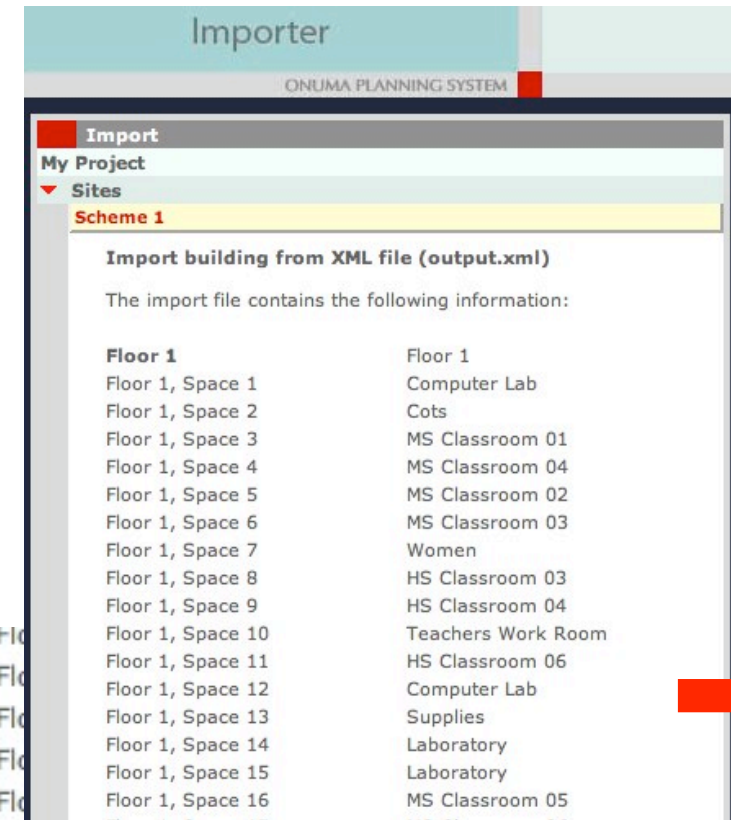 Importer
ONUMA PLANNING SYSTEM
Import
My Project
Sites
Scheme 1
Import building from XML file (output.xml)
The import file contains the following information:
Floor 1 Floor 1
Floor 1, Space 1 Computer Lab
Floor 1, Space 2 Cots
Floor 1, Space 3 MS Classroom 01
Floor 1, Space 4 MS Classroom 04
Floor 1, Space 5 MS Classroom 02
Floor 1, Space 6 MS Classroom 03
Floor 1, Space 7 Women
Floor 1, Space 8 HS Classroom 03
Floor 1, Space 9 HS Classroom 04
Floor 1, Space 10 Teachers Work Room
Floor 1, Space 11 HS Classroom 06
Floor 1, Space 12 Computer Lab
Floor 1, Space 13 Supplies
Floor 1, Space 14 Laboratory
Floor 1, Space 15 Laboratory
Floor 1, Space 16 MS Classroom 05